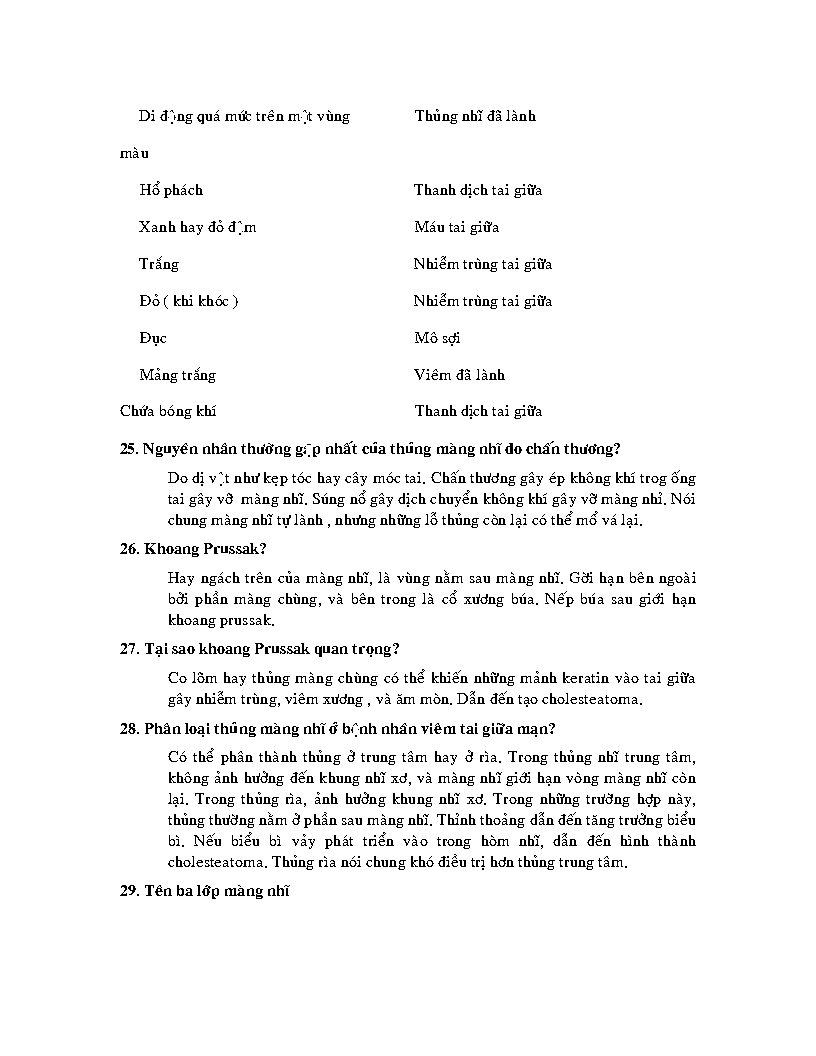 Di động quá mức trên một vùng Thủng nhĩ đã lành
màu
Hổ phách Thanh dịch tai giữa
Xanh hay đỏ đậm Máu tai giữa
Trắng Nhiễm trùng tai giữa
Đỏ ( khi khóc ) Nhiễm trùng tai giữa
Đục Mô sợi
Mảng trắng Viêm đã lành
Chứa bóng khí Thanh dịch tai giữa
25. Nguyên nhân thường gặp nhất của thủng màng nhĩ do chấn thương?
Do dị vật như kẹp tóc hay cây móc tai. Chấn thương gây ép không khí trog ống
tai gây vỡ màng nhĩ. Súng nổ gây dịch chuyển không khí gây vỡ màng nhỉ. Nói
chung màng nhĩ tự lành , nhưng những lỗ thủng còn lại có thể mổ vá lại.
26. Khoang Prussak?
Hay ngách trên của màng nhĩ, là vùng nằm sau màng nhĩ. Gời hạn bên ngoài
bởi phần màng chùng, và bên trong là cổ xương búa. Nếp búa sau giới hạn
khoang prussak.
27. Tại sao khoang Prussak quan trọng?
Co lõm hay thủng màng chùng có thể khiến những mảnh keratin vào tai giữa
gây nhiễm trùng, viêm xương , và ăm mòn. Dẫn đến tạo cholesteatoma.
28. Phân loại thủng màng nhĩ ở bệnh nhân viêm tai giữa mạn?
Có thể phân thành thủng ở trung tâm hay ở rìa. Trong thủng nhĩ trung tâm,
không ảnh hưởng đến khung nhĩ xơ, và màng nhĩ giới hạn vòng màng nhĩ còn
lại. Trong thủng rìa, ảnh hưởng khung nhĩ xơ. Trong những trường hợp này,
thủng thường nằm ở phần sau màng nhĩ. Thỉnh thoảng dẫn đến tăng trưởng biểu
bì. Nếu biểu bì vảy phát triển vào trong hòm nhĩ, dẫn đến hình thành
cholesteatoma. Thủng rìa nói chung khó điều trị hơn thủng trung tâm.
29. Tên ba lớp màng nhĩ